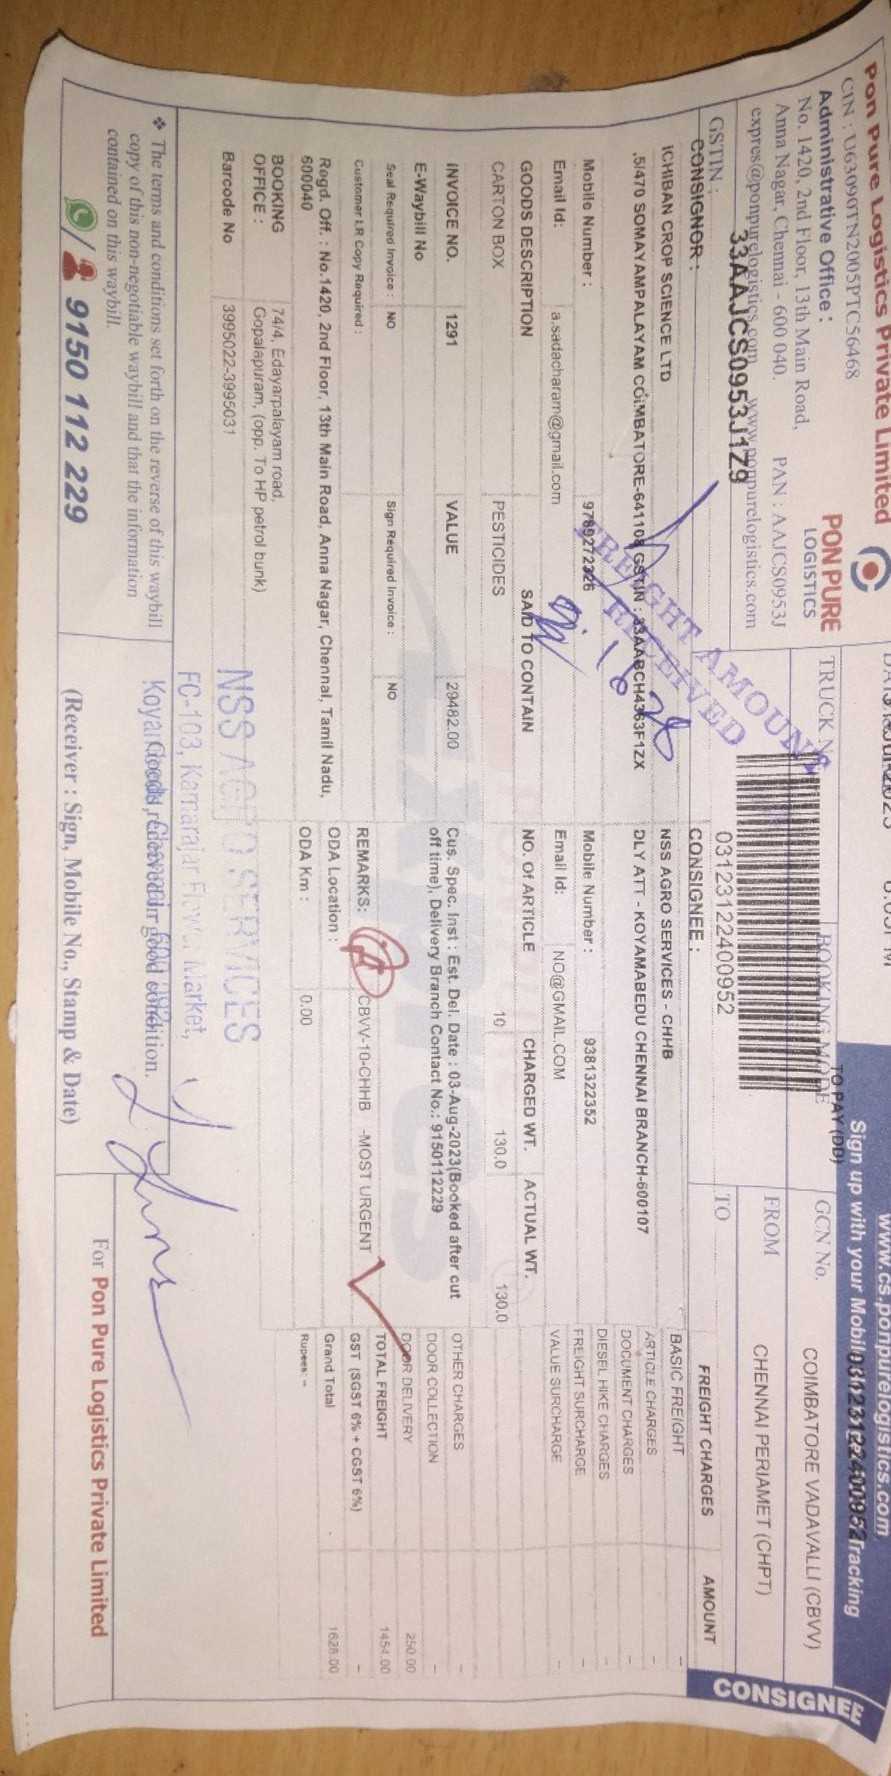 Pon Pure Logistics Private Limited
CIN : U63090TN2005PTC56468
Administrative Office :
No. 1420, 2nd Floor, 13th Main Road,
Anna Nagar, Chennai - 600 040.
PAN : AAJCS0953J
expres@ponpurelogistics.com www.ponpurelogistics.com
PON PURE
LOGISTICS
www.cs.ponpurelogistics.com
Sign up with your Mobile
Tracking
03123122400952
TRUCK
BOOKING MODE
TO PAY (DD)
GCN No.
FROM
COIMBATORE VADAVALLI (CBVV)
TO
CHENNAI PERIAMET (CHPT)
CONSIGNEE
GSTIN : 33AAJCS0953J1Z9
03123122400952
CONSIGNOR :
ICHIBAN CROP SCIENCE LTD
,5/470 SOMAYAMPALAYAM COIMBATORE-641108 GSTIN : 33AABCH4363F1ZX
Mobile Number : 9789272326
Email Id: a.sadacharam@gmail.com
CONSIGNEE :
NSS AGRO SERVICES - CHHB
DLY ATT - KOYAMABEDU CHENNAI BRANCH-600107
Mobile Number : 9381322352
Email Id: NO@GMAIL.COM
FREIGHT AMOUNT
RECEIVED
GOODS DESCRIPTION SAID TO CONTAIN NO. Of ARTICLE CHARGED WT. ACTUAL WT.
CARTON BOX PESTICIDES 10 130.0 130.0
INVOICE NO. 1291 VALUE 29482.00
E-Waybill No
Seal Required Invoice : NO Sign Required Invoice : NO
Customer LR Copy Required :
Cus. Spec. Inst : Est. Del. Date : 03-Aug-2023(Booked after cut
off time), Delivery Branch Contact No.: 9150112229
REMARKS: CBVV-10-CHHB -MOST URGENT
ODA Location :
ODA Km : 0.00
Regd. Off. : No.1420, 2nd Floor, 13th Main Road, Anna Nagar, Chennai, Tamil Nadu,
600040
BOOKING
OFFICE :
74/4, Edayarpalayam road,
Gopalapuram, (opp. To HP petrol bunk)
Barcode No 3995022-3995031
FREIGHT CHARGES AMOUNT
BASIC FREIGHT -
ARTICLE CHARGES -
DOCUMENT CHARGES -
DIESEL HIKE CHARGES -
FREIGHT SURCHARGE -
VALUE SURCHARGE -
OTHER CHARGES -
DOOR COLLECTION -
DOOR DELIVERY 250.00
TOTAL FREIGHT 1454.00
GST (SGST 6% + CGST 6%) -
Grand Total 1628.00
Rupees: --
❖ The terms and conditions set forth on the reverse of this waybill
copy of this non-negotiable waybill and that the information
contained on this waybill.
9150 112 229
NSS AGRO SERVICES
FC-103, Kamarajar Flower Market,
Goods received in good condition.
(Receiver : Sign, Mobile No., Stamp & Date)
For Pon Pure Logistics Private Limited